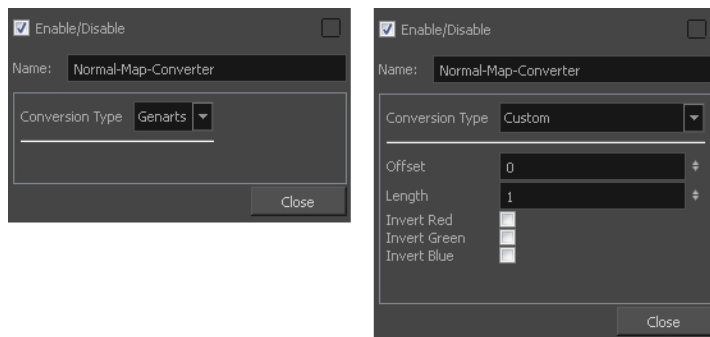 Enable/Disable
Name: Normal-Map-Converter
Conversion Type Genarts
Close
Enable/Disable
Name: Normal-Map-Converter
Conversion Type Custom
Offset 0
Length 1
Invert Red
Invert Green
Invert Blue
Close